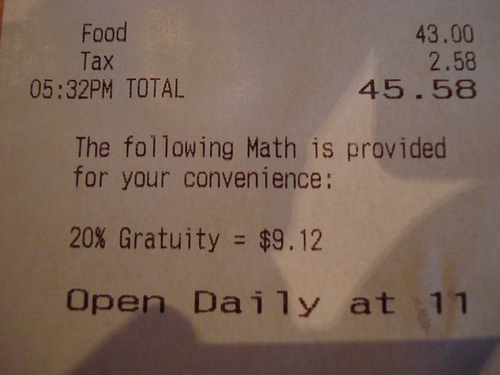 Food 43.00
Tax 2.58
05:32PM TOTAL 45.58
The following Math is provided
for your convenience:
20% Gratuity = $9.12
Open Daily at 11